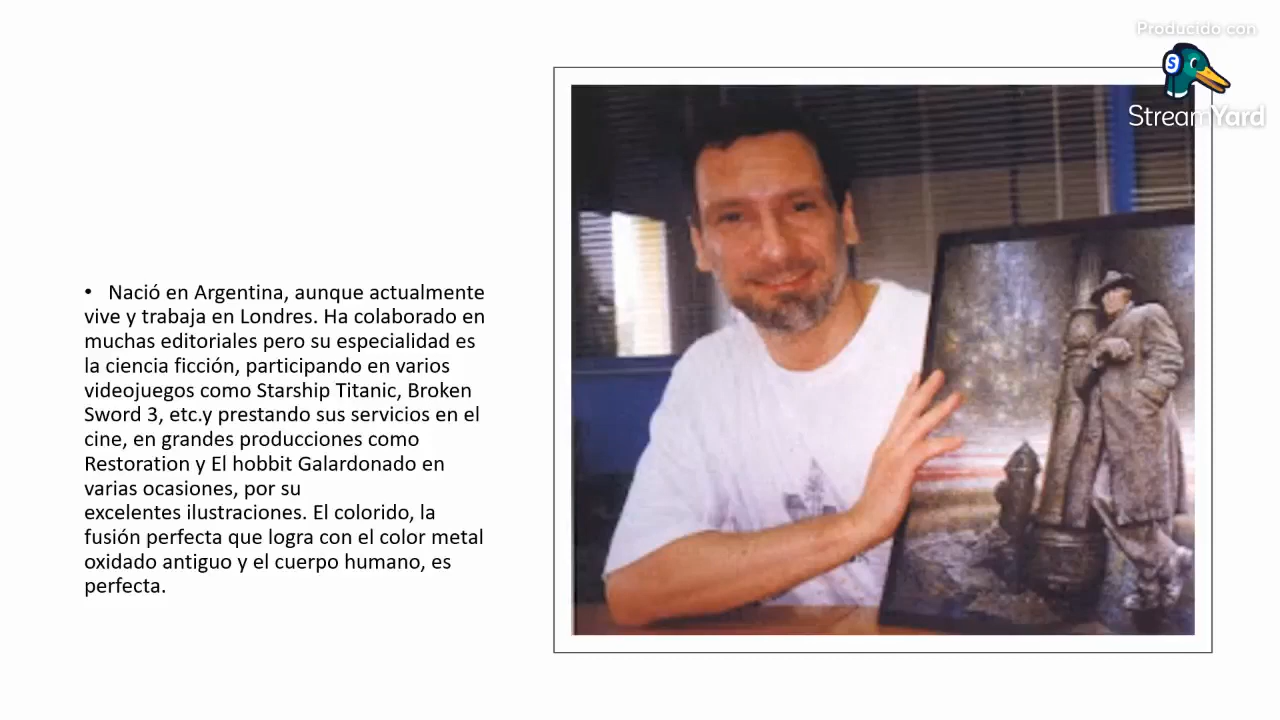 Producido con
StreamYard
• Nació en Argentina, aunque actualmente
vive y trabaja en Londres. Ha colaborado en
muchas editoriales pero su especialidad es
la ciencia ficción, participando en varios
videojuegos como Starship Titanic, Broken
Sword 3, etc.y prestando sus servicios en el
cine, en grandes producciones como
Restoration y El hobbit Galardonado en
varias ocasiones, por su
excelentes ilustraciones. El colorido, la
fusión perfecta que logra con el color metal
oxidado antiguo y el cuerpo humano, es
perfecta.